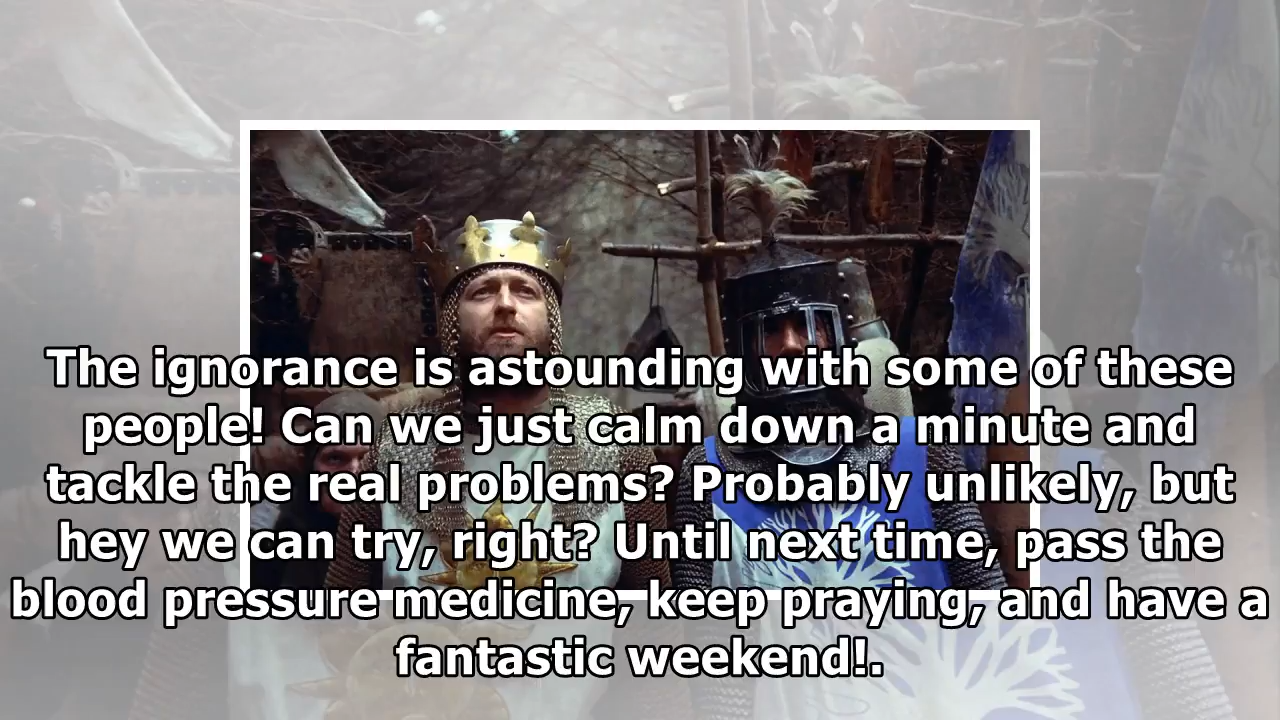 The ignorance is astounding with some of these
people! Can we just calm down a minute and
tackle the real problems? Probably unlikely, but
hey we can try, right? Until next time, pass the
blood pressure medicine, keep praying, and have a
fantastic weekend!.